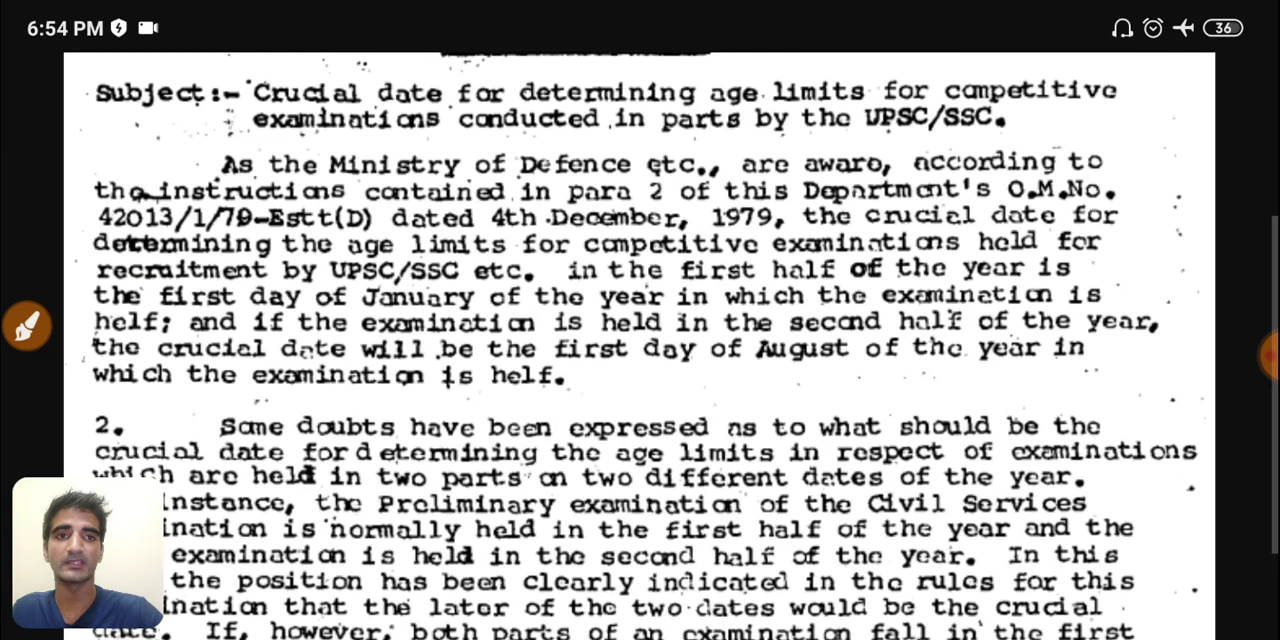 6:54 PM
36
Subject:- Crucial date for determining age limits for competitive
examinations conducted in parts by the UPSC/SSC.
As the Ministry of Defence etc., are aware, according to
the instructions contained in para 2 of this Department's O.M.No.
42013/1/79-Estt(D) dated 4th December, 1979, the crucial date for
determining the age limits for competitive examinations held for
recruitment by UPSC/SSC etc. in the first half of the year is
the first day of January of the year in which the examination is
helf; and if the examination is held in the second half of the year,
the crucial date will be the first day of August of the year in
which the examination is helf.
2. Some doubts have been expressed as to what should be the
crucial date for determining the age limits in respect of examinations
which are held in two parts on two different dates of the year.
instance, the Preliminary examination of the Civil Services
ination is normally held in the first half of the year and the
examination is held in the second half of the year. In this
the position has been clearly indicated in the rules for this
ination that the later of the two dates would be the crucial
date. If, however, both parts of an examination fall in the first